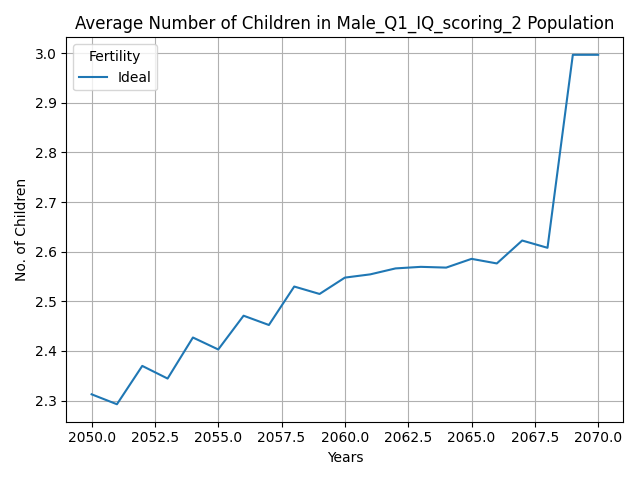 Average Number of Children in Male_Q1_IQ_scoring_2 Population
Fertility
Ideal
No. of Children
3.0
2.9
2.8
2.7
2.6
2.5
2.4
2.3
2050.0 2052.5 2055.0 2057.5 2060.0 2062.5 2065.0 2067.5 2070.0
Years